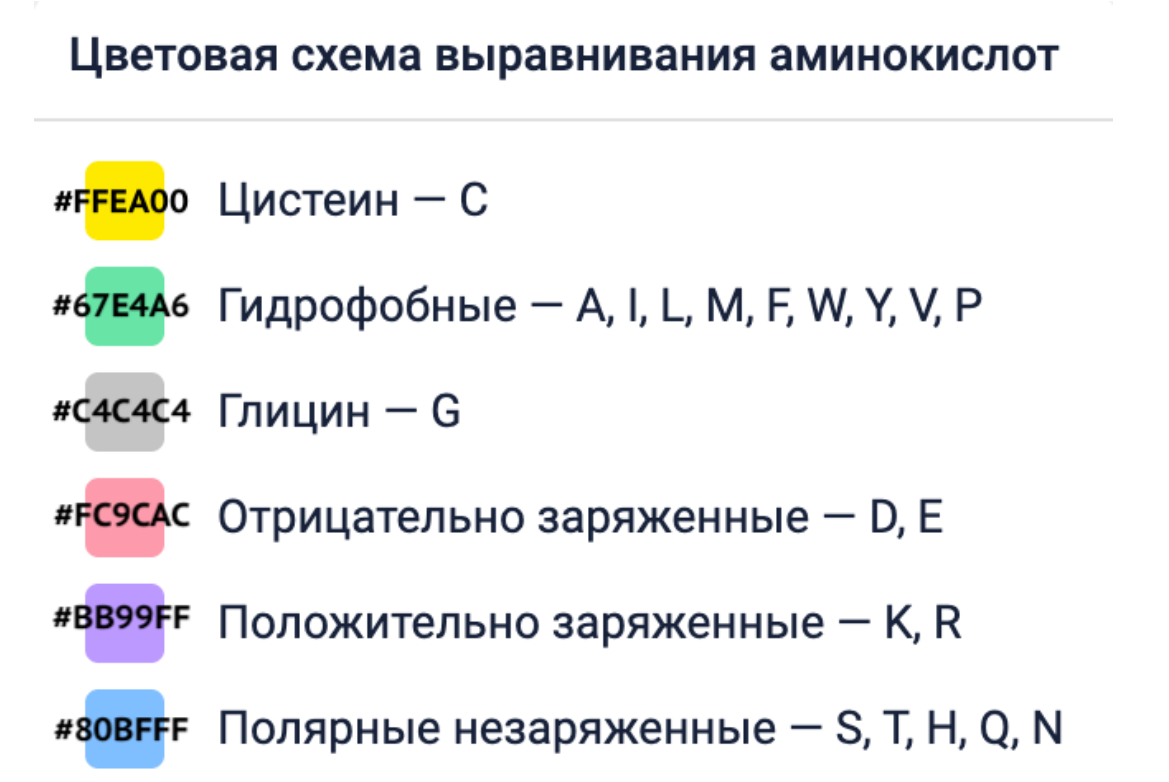 Цветовая схема выравнивания аминокислот
#FFEA00 Цистеин — C
#67E4A6 Гидрофобные — A, I, L, M, F, W, Y, V, P
#C4C4C4 Глицин — G
#FC9CAC Отрицательно заряженные — D, E
#BB99FF Положительно заряженные — K, R
#80BFFF Полярные незаряженные — S, T, H, Q, N